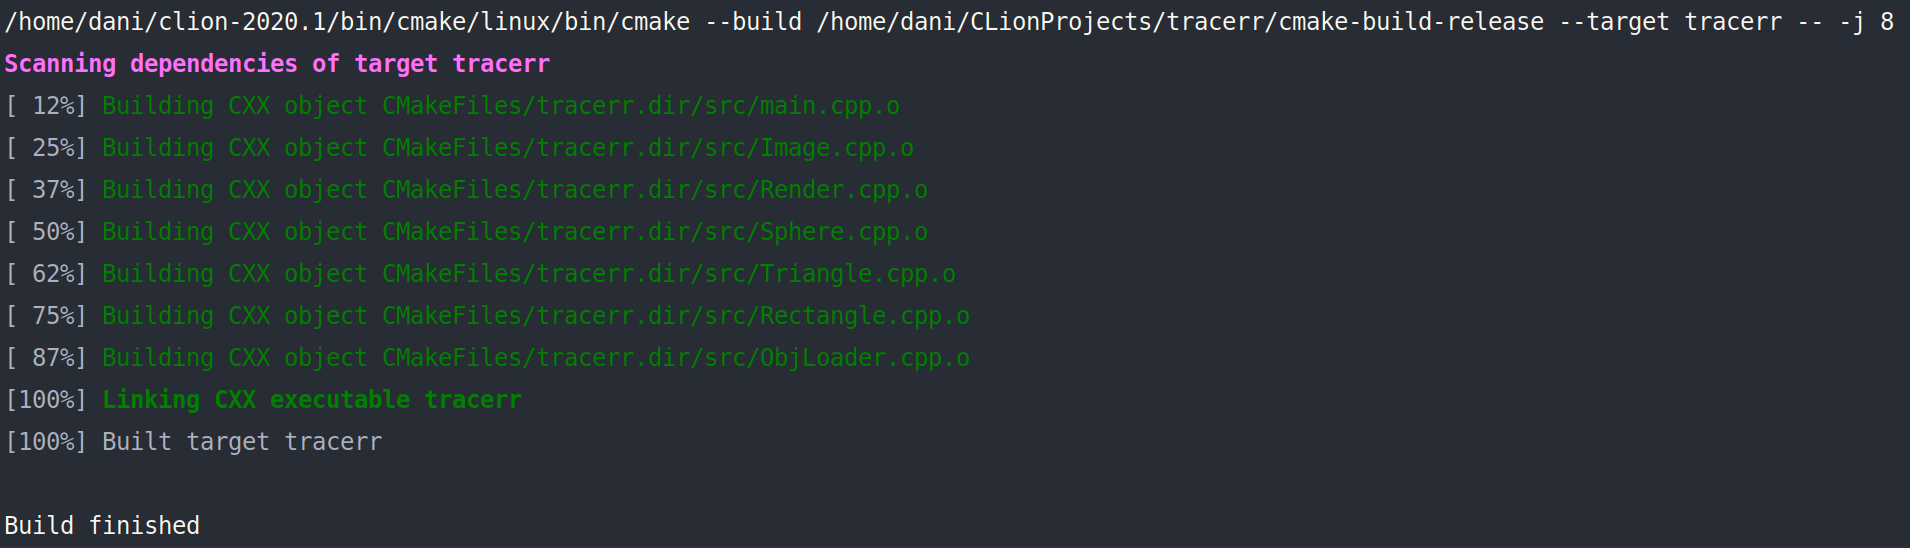 /home/dani/clion-2020.1/bin/cmake/linux/bin/cmake --build /home/dani/CLionProjects/tracerr/cmake-build-release --target tracerr -- -j 8
Scanning dependencies of target tracerr
[ 12%] Building CXX object CMakeFiles/tracerr.dir/src/main.cpp.o
[ 25%] Building CXX object CMakeFiles/tracerr.dir/src/Image.cpp.o
[ 37%] Building CXX object CMakeFiles/tracerr.dir/src/Render.cpp.o
[ 50%] Building CXX object CMakeFiles/tracerr.dir/src/Sphere.cpp.o
[ 62%] Building CXX object CMakeFiles/tracerr.dir/src/Triangle.cpp.o
[ 75%] Building CXX object CMakeFiles/tracerr.dir/src/Rectangle.cpp.o
[ 87%] Building CXX object CMakeFiles/tracerr.dir/src/ObjLoader.cpp.o
[100%] Linking CXX executable tracerr
[100%] Built target tracerr
Build finished